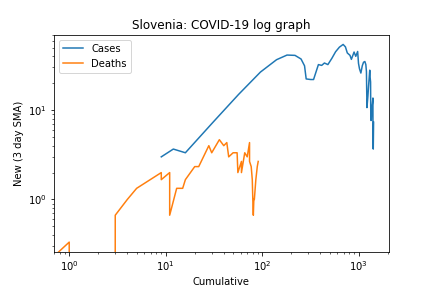 Slovenia: COVID-19 log graph
Cases
Deaths
New (3 day SMA)
10¹
10⁰
10⁰ 10¹ 10² 10³
Cumulative